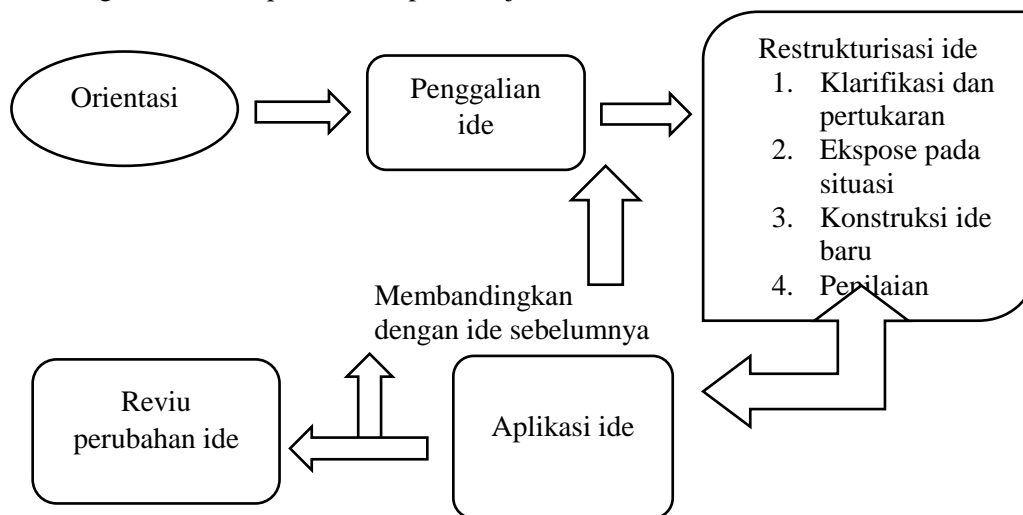 Orientasi
Penggalian
ide
Restrukturisasi ide
1. Klarifikasi dan
pertukaran
2. Ekspose pada
situasi
3. Konstruksi ide
baru
4. Penilaian
Membandingkan
dengan ide sebelumnya
Reviu
perubahan ide
Aplikasi ide